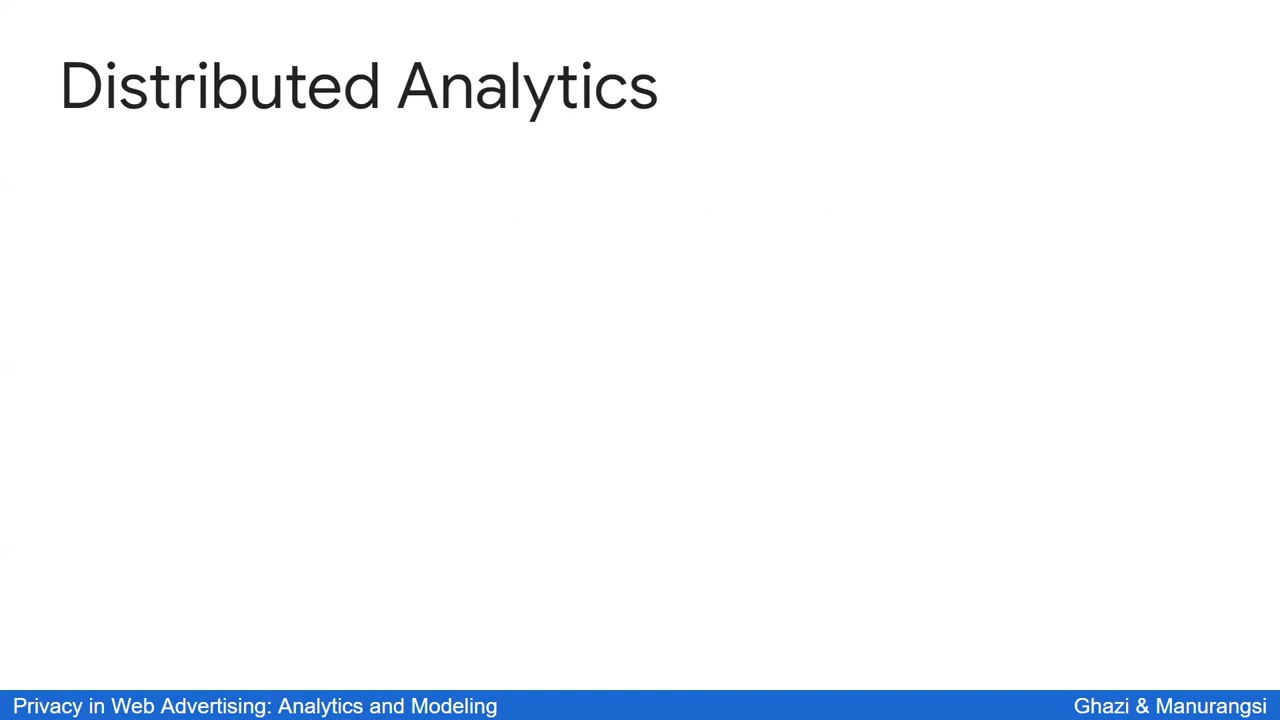 Distributed Analytics
Privacy in Web Advertising: Analytics and Modeling
Ghazi & Manurangsi